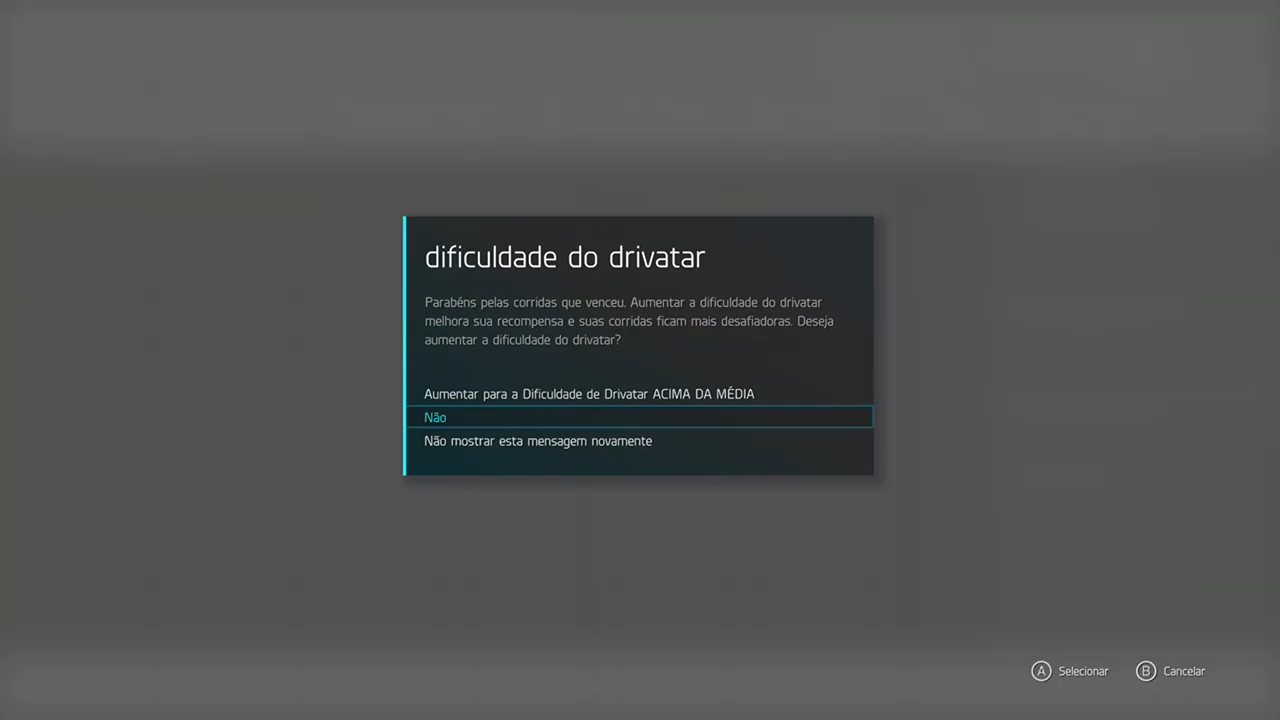 dificuldade do drivatar
Parabéns pelas corridas que venceu. Aumentar a dificuldade do drivatar
melhora sua recompensa e suas corridas ficam mais desafiadoras. Deseja
aumentar a dificuldade do drivatar?
Aumentar para a Dificuldade de Drivatar ACIMA DA MÉDIA
Não
Não mostrar esta mensagem novamente
A Selecionar B Cancelar